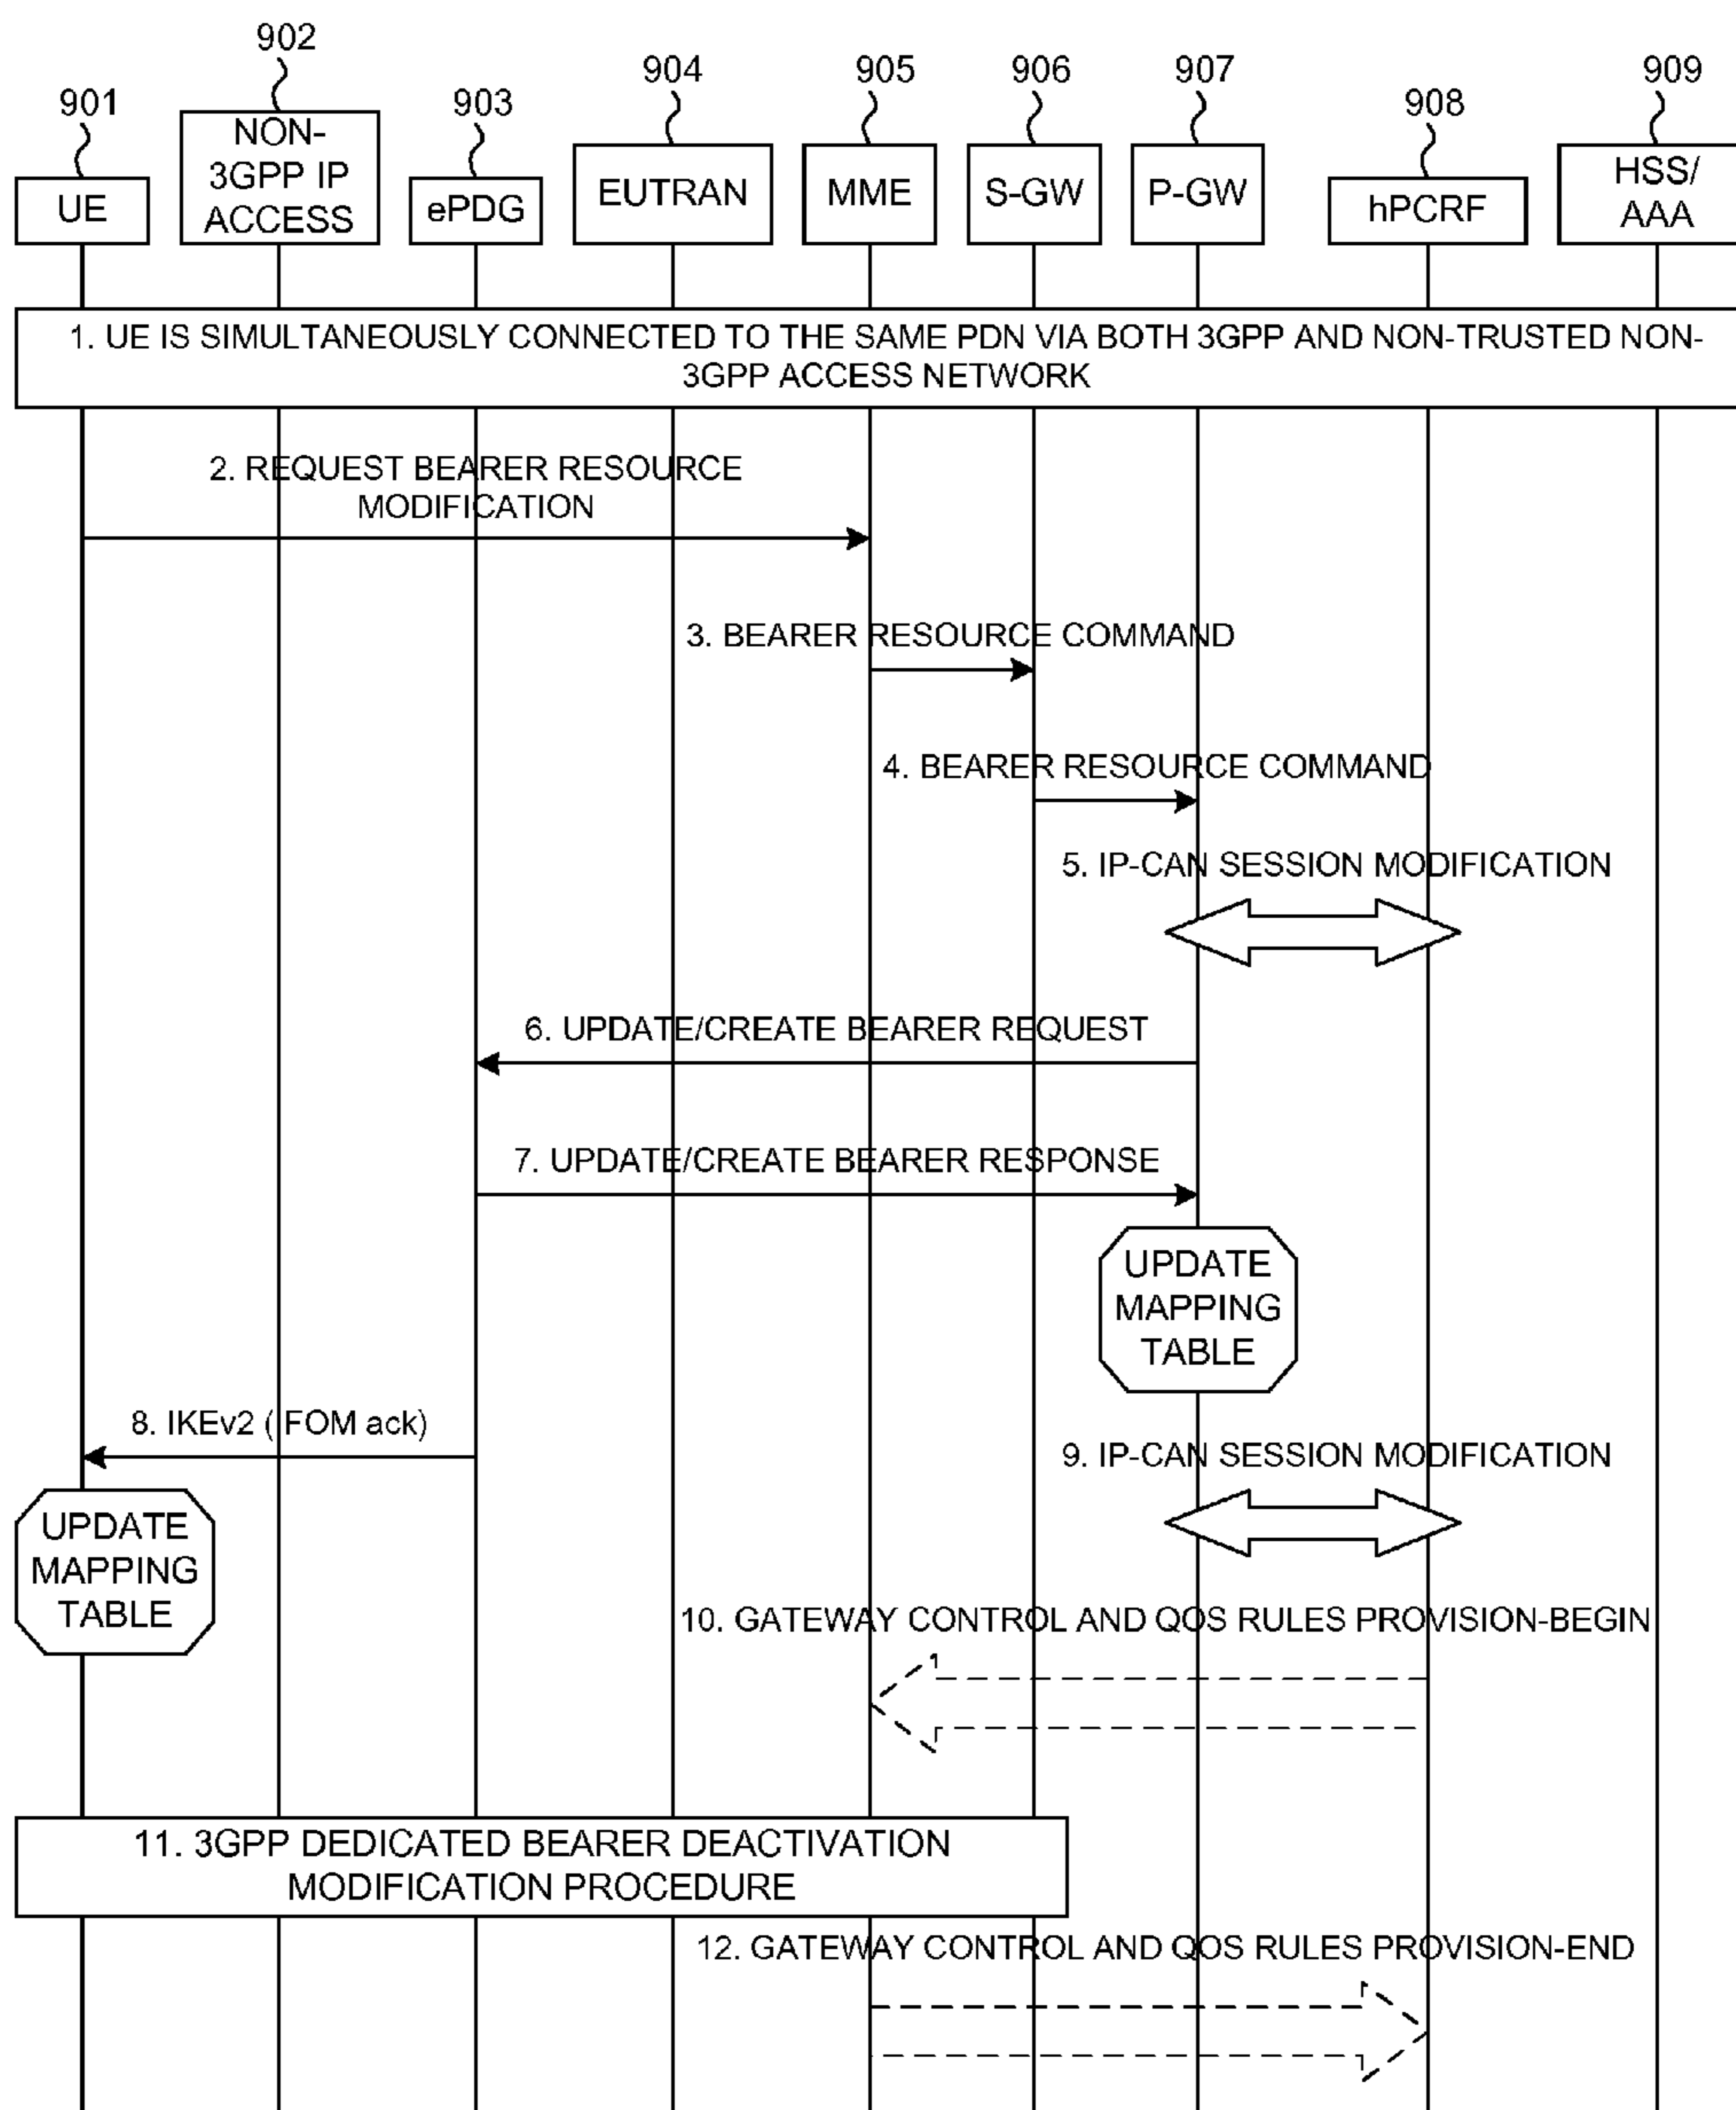 902
904
905
906
907
909
901
903
908
NON-
3GPP IP
ACCESS
UE
ePDG
EUTRAN
MME
S-GW
P-GW
hPCRF
HSS/
AAA
1. UE IS SIMULTANEOUSLY CONNECTED TO THE SAME PDN VIA BOTH 3GPP AND NON-TRUSTED NON-
3GPP ACCESS NETWORK
2. REQUEST BEARER RESOURCE
MODIFICATION
3. BEARER RESOURCE COMMAND
4. BEARER RESOURCE COMMAND
5. IP-CAN SESSION MODIFICATION
6. UPDATE/CREATE BEARER REQUEST
7. UPDATE/CREATE BEARER RESPONSE
UPDATE
MAPPING
TABLE
8. IKEv2 (IFOM ack)
9. IP-CAN SESSION MODIFICATION
UPDATE
MAPPING
TABLE
10. GATEWAY CONTROL AND QOS RULES PROVISION-BEGIN
11. 3GPP DEDICATED BEARER DEACTIVATION
MODIFICATION PROCEDURE
12. GATEWAY CONTROL AND QOS RULES PROVISION-END